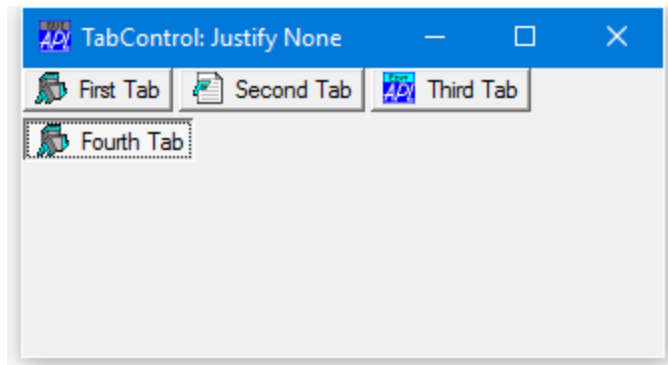 TabControl: Justify None
First Tab Second Tab Third Tab
Fourth Tab